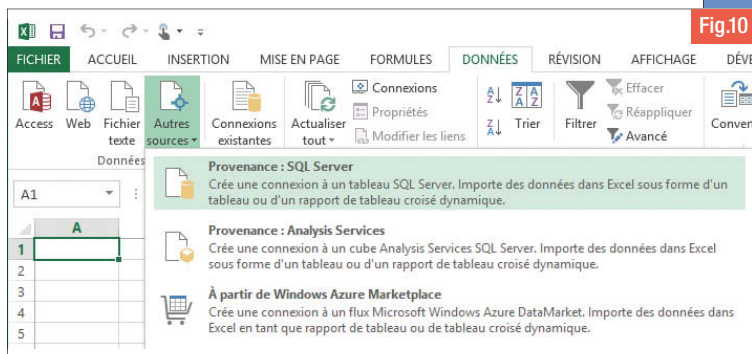 Fig.10
FICHIER ACCUEIL INSERTION MISE EN PAGE FORMULES DONNÉES RÉVISION AFFICHAGE DÉVE
Connexions
Propriétés
Modifier les liens
Effacer
Réappliquer
Avancé
Access Web Fichier texte Autres sources Connexions existantes Actualiser tout Trier Filtrer Convert
Données
A1
A
1
2
3
4
5
Provenance : SQL Server
Crée une connexion à un tableau SQL Server. Importe des données dans Excel sous forme d'un
tableau ou d'un rapport de tableau croisé dynamique.
Provenance : Analysis Services
Crée une connexion à un cube Analysis Services SQL Server. Importe des données dans Excel
sous forme d'un tableau ou d'un rapport de tableau croisé dynamique.
À partir de Windows Azure Marketplace
Crée une connexion à un flux Microsoft Windows Azure DataMarket. Importe des données dans
Excel en tant que rapport de tableau ou de tableau croisé dynamique.